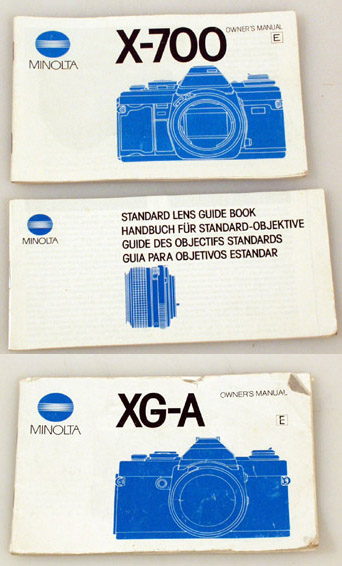 MINOLTA
X-700
OWNER'S MANUAL
E
MINOLTA
STANDARD LENS GUIDE BOOK
HANDBUCH FÜR STANDARD-OBJEKTIVE
GUIDE DES OBJECTIFS STANDARDS
GUIA PARA OBJETIVOS ESTANDAR
MINOLTA
XG-A
OWNER'S MANUAL
E